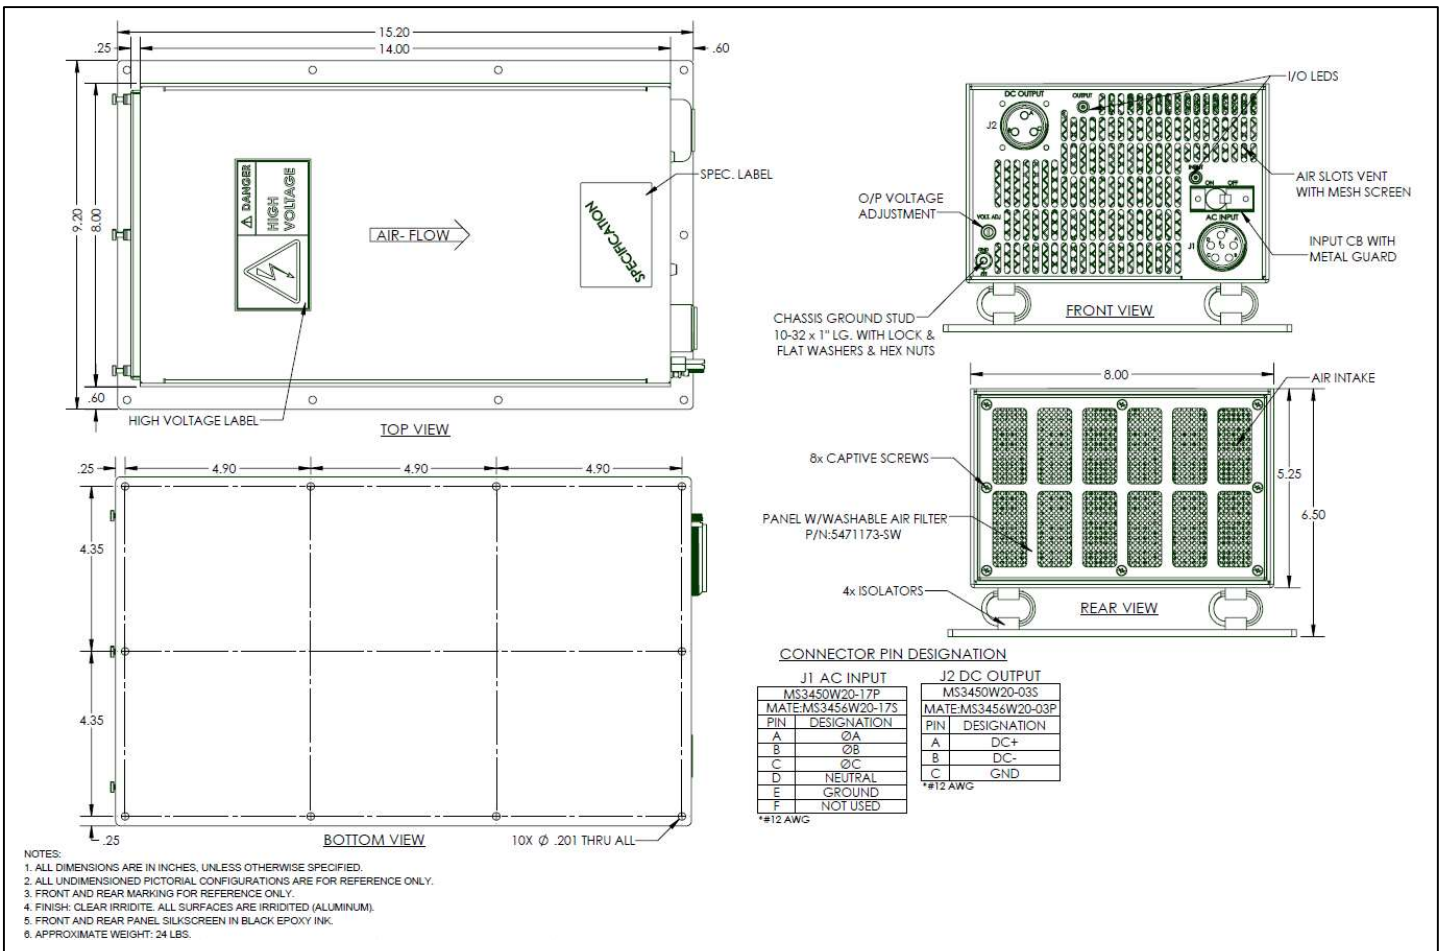 15.20
.25
14.00
.60
9.20
8.00
.60
DANGER
HIGH
VOLTAGE
AIR- FLOW
SPECIFICATION
SPEC. LABEL
HIGH VOLTAGE LABEL
TOP VIEW
.25
4.90
4.90
4.90
4.35
4.35
.25
BOTTOM VIEW
10X Ø .201 THRU ALL
I/O LEDS
DC OUTPUT
OUTPUT
J2
A
B
C
INPUT
ON
OFF
AC INPUT
J1
VOLT. ADJ
GND
AIR SLOTS VENT
WITH MESH SCREEN
O/P VOLTAGE
ADJUSTMENT
INPUT CB WITH
METAL GUARD
CHASSIS GROUND STUD
10-32 x 1" LG. WITH LOCK &
FLAT WASHERS & HEX NUTS
FRONT VIEW
8.00
AIR INTAKE
8x CAPTIVE SCREWS
5.25
6.50
PANEL W/WASHABLE AIR FILTER
P/N:5471173-SW
4x ISOLATORS
REAR VIEW
CONNECTOR PIN DESIGNATION
J1 AC INPUT
MS3450W20-17P
MATE:MS3456W20-17S
PIN DESIGNATION
A ØA
B ØB
C ØC
D NEUTRAL
E GROUND
F NOT USED
*#12 AWG
J2 DC OUTPUT
MS3450W20-03S
MATE:MS3456W20-03P
PIN DESIGNATION
A DC+
B DC-
C GND
*#12 AWG
NOTES:
1. ALL DIMENSIONS ARE IN INCHES, UNLESS OTHERWISE SPECIFIED.
2. ALL UNDIMENSIONED PICTORIAL CONFIGURATIONS ARE FOR REFERENCE ONLY.
3. FRONT AND REAR MARKING FOR REFERENCE ONLY.
4. FINISH: CLEAR IRRIDITE. ALL SURFACES ARE IRRIDITED (ALUMINUM).
5. FRONT AND REAR PANEL SILKSCREEN IN BLACK EPOXY INK.
6. APPROXIMATE WEIGHT: 24 LBS.